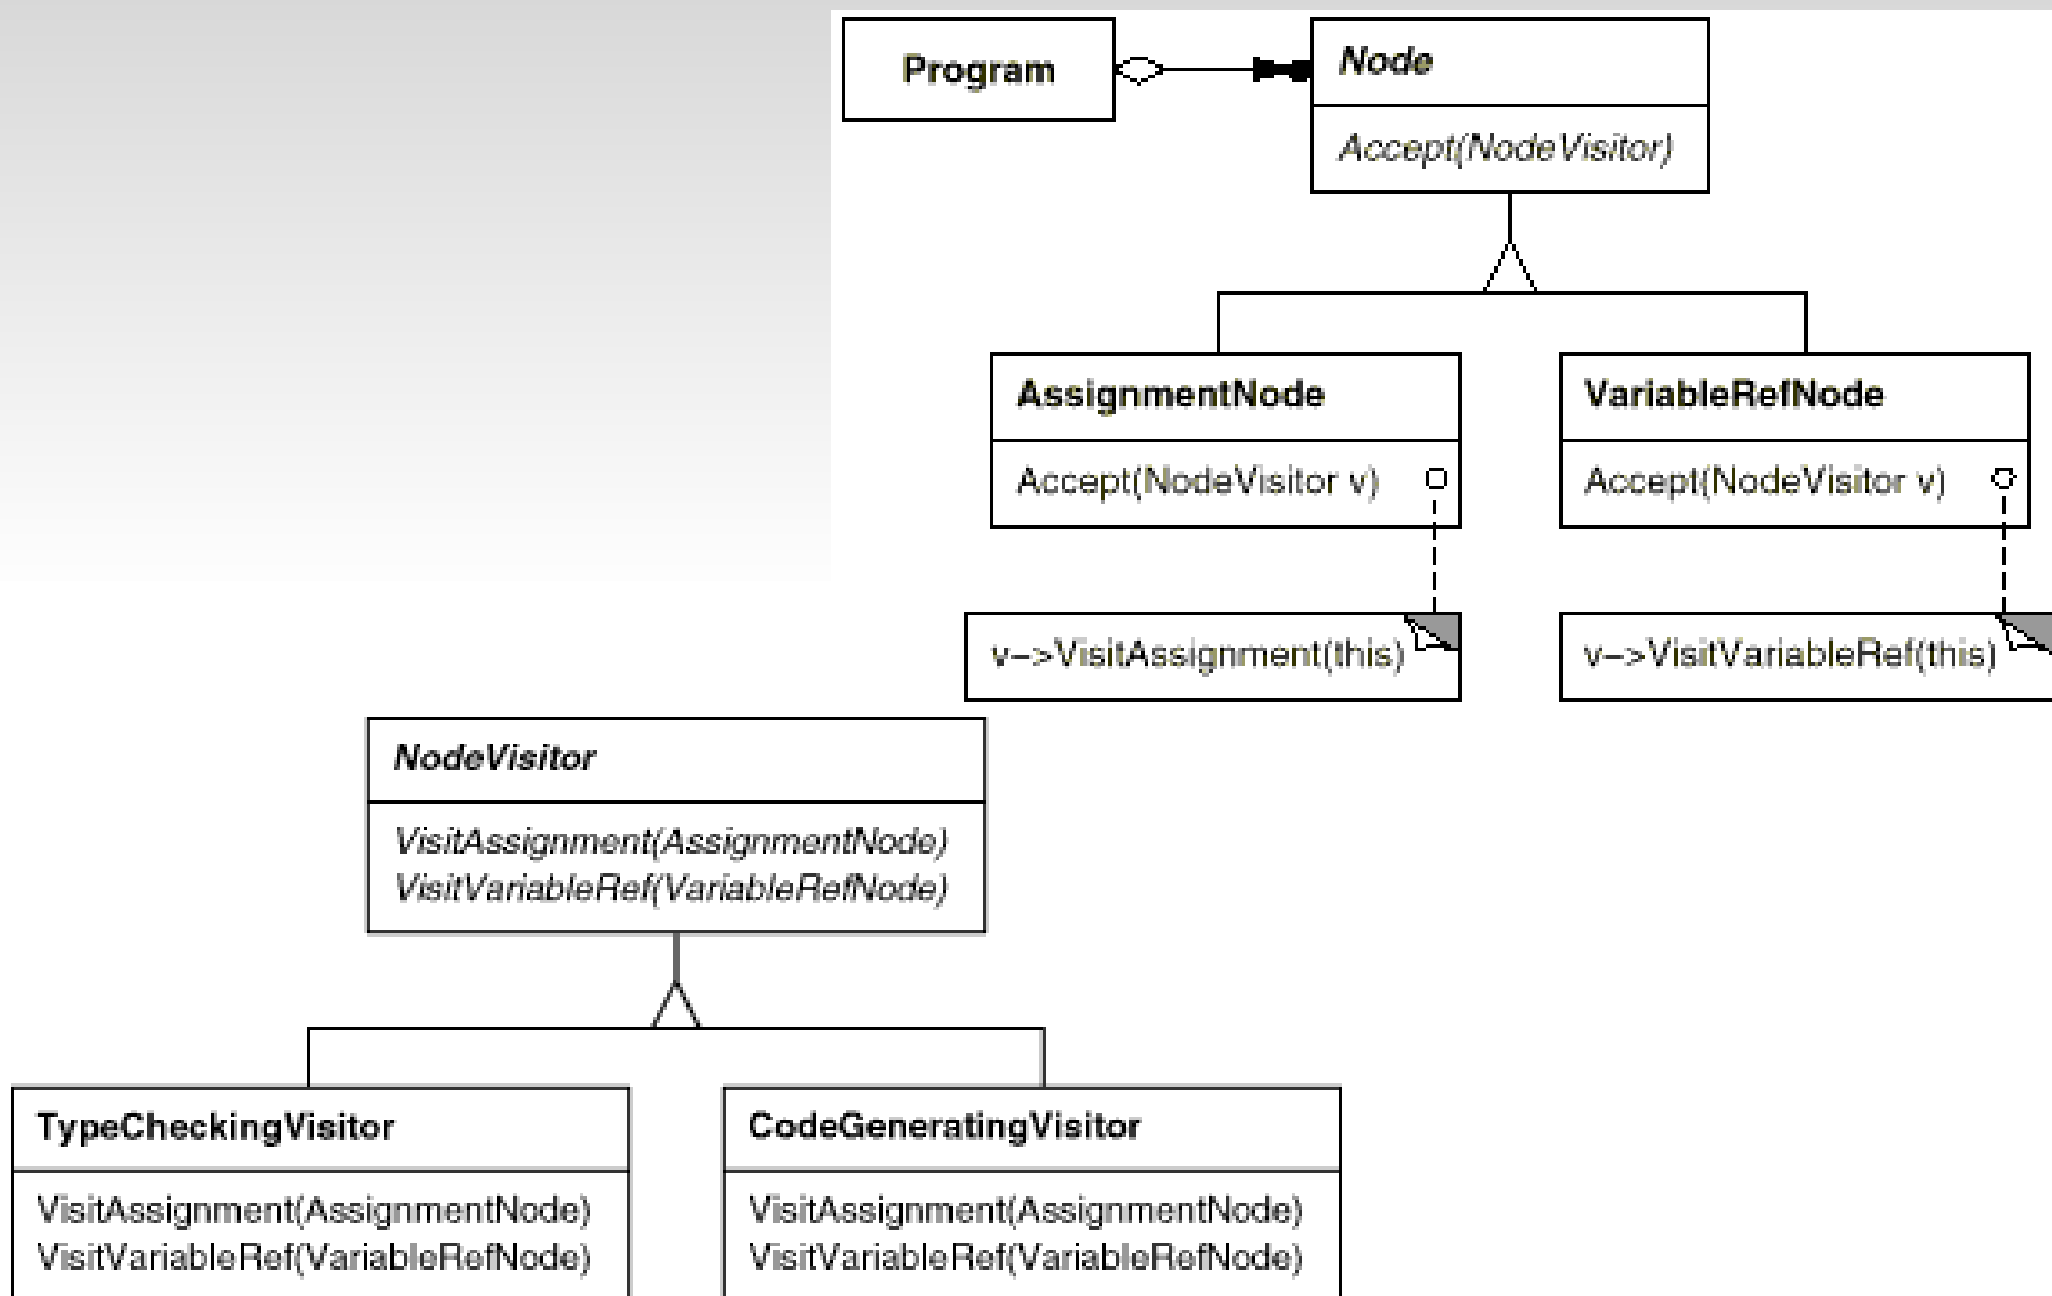 Program
Node
Accept(NodeVisitor)
AssignmentNode
Accept(NodeVisitor v)
VariableRefNode
Accept(NodeVisitor v)
v–>VisitAssignment(this)
v–>VisitVariableRef(this)
NodeVisitor
VisitAssignment(AssignmentNode)
VisitVariableRef(VariableRefNode)
TypeCheckingVisitor
VisitAssignment(AssignmentNode)
VisitVariableRef(VariableRefNode)
CodeGeneratingVisitor
VisitAssignment(AssignmentNode)
VisitVariableRef(VariableRefNode)